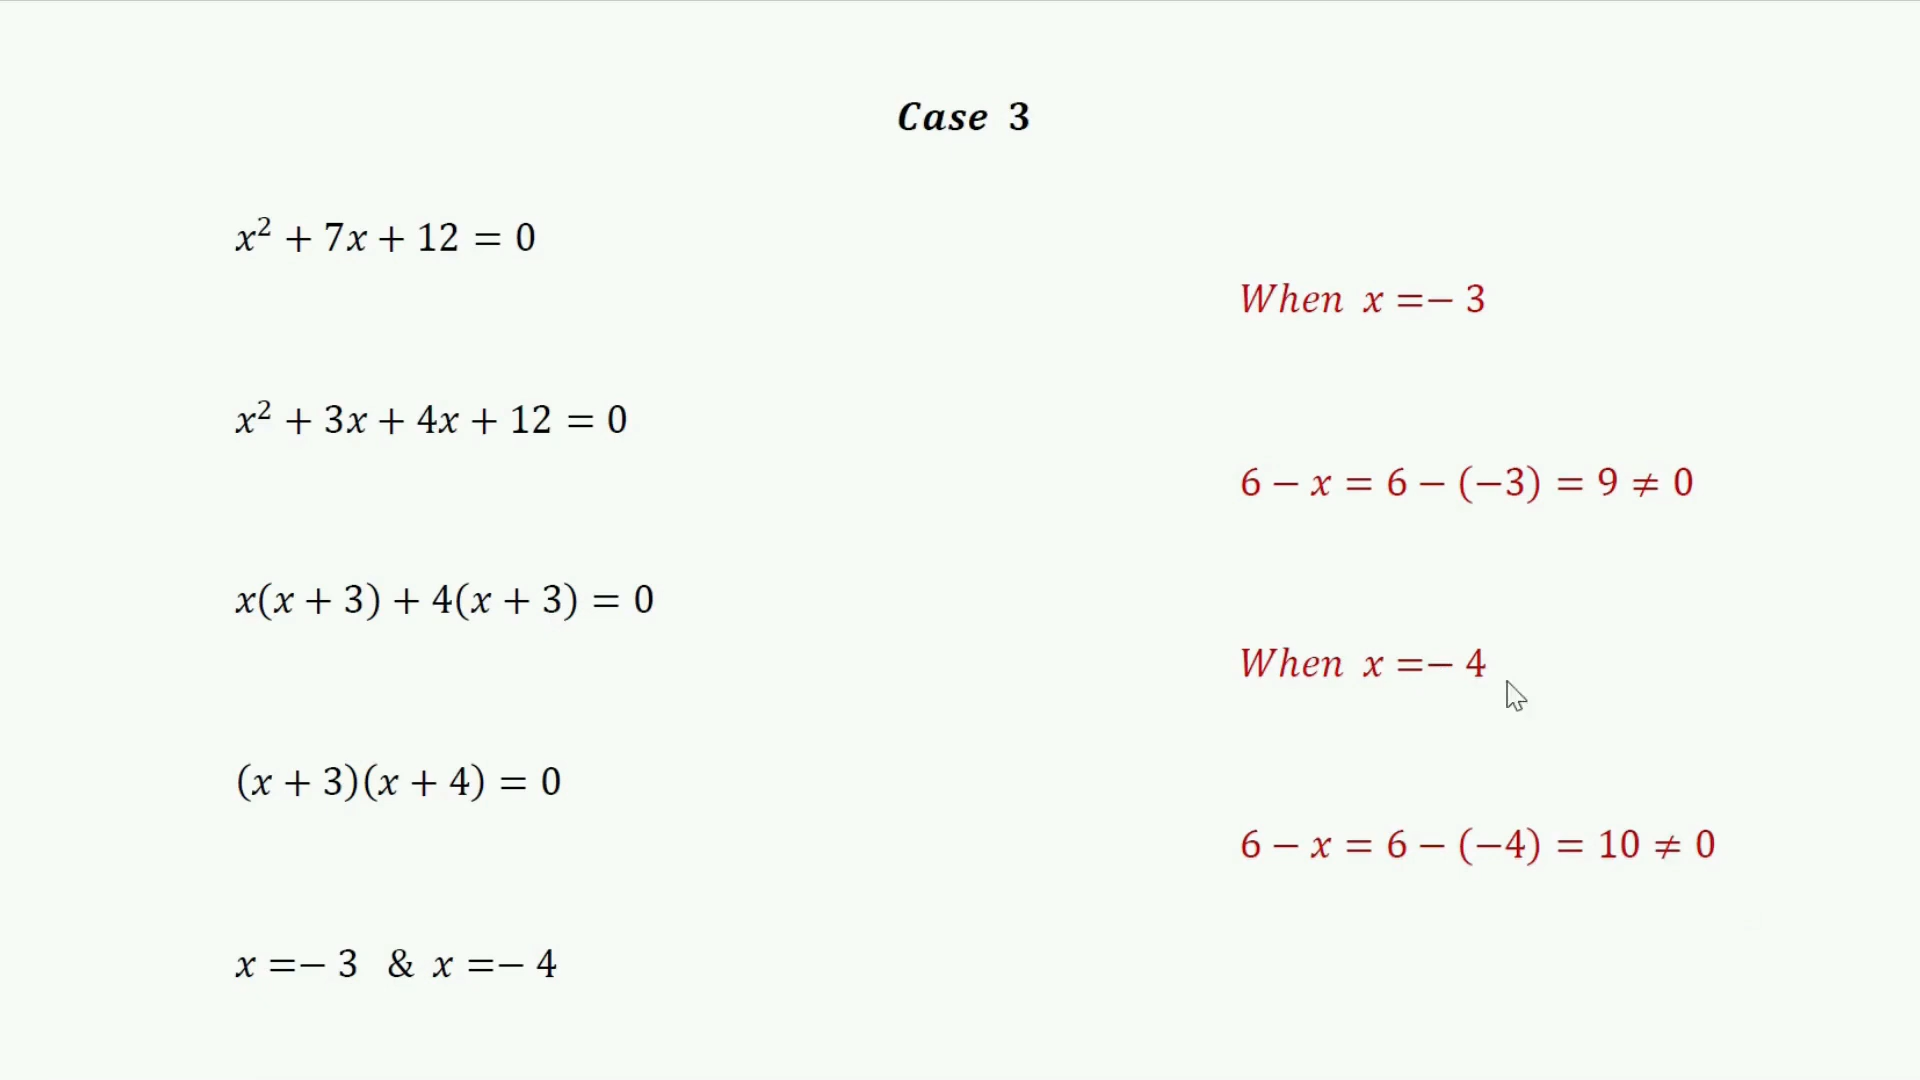 Case 3
x² + 7x + 12 = 0
x² + 3x + 4x + 12 = 0
x(x + 3) + 4(x + 3) = 0
(x + 3)(x + 4) = 0
x =− 3 & x =− 4
When x =− 3
6 − x = 6 − (−3) = 9 ≠ 0
When x =− 4
6 − x = 6 − (−4) = 10 ≠ 0